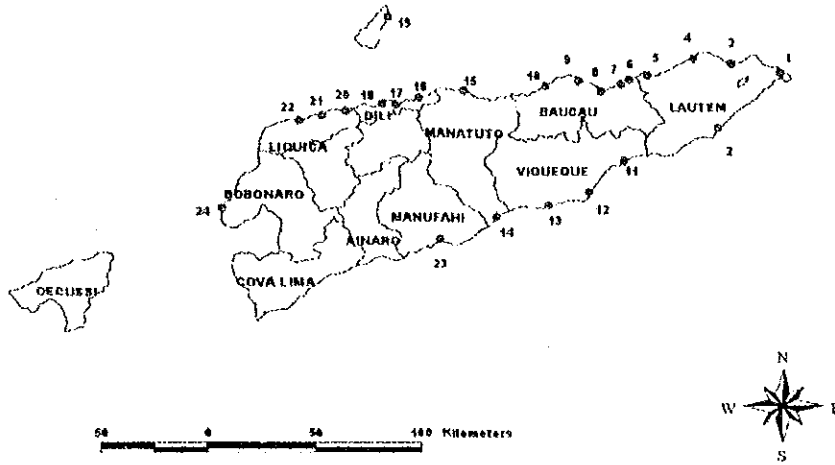 19
4
3
1
9
10
8
7
6
5
15
16
17
18
20
21
22
DILI
BAUCAU
LAUTEM
MANATUTO
2
LIQUICA
VIQUEQUE
11
BOBONARO
24
12
13
14
MANUFAHI
AINARO
23
COVA LIMA
OECUSSI
N
W
E
S
50 0 50 100 Kilometers